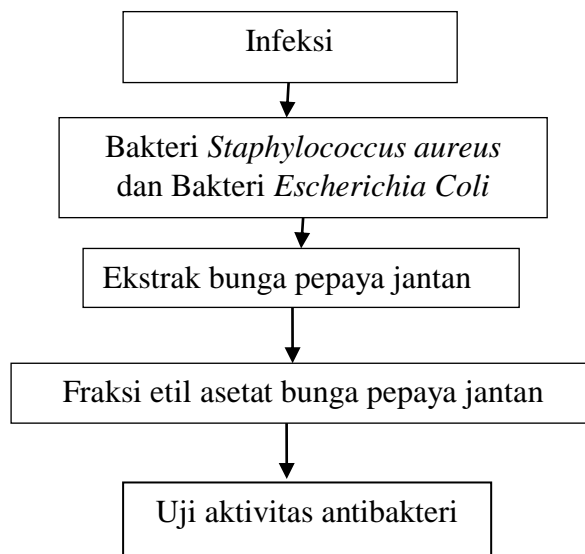 Infeksi
Bakteri Staphylococcus aureus
dan Bakteri Escherichia Coli
Ekstrak bunga pepaya jantan
Fraksi etil asetat bunga pepaya jantan
Uji aktivitas antibakteri